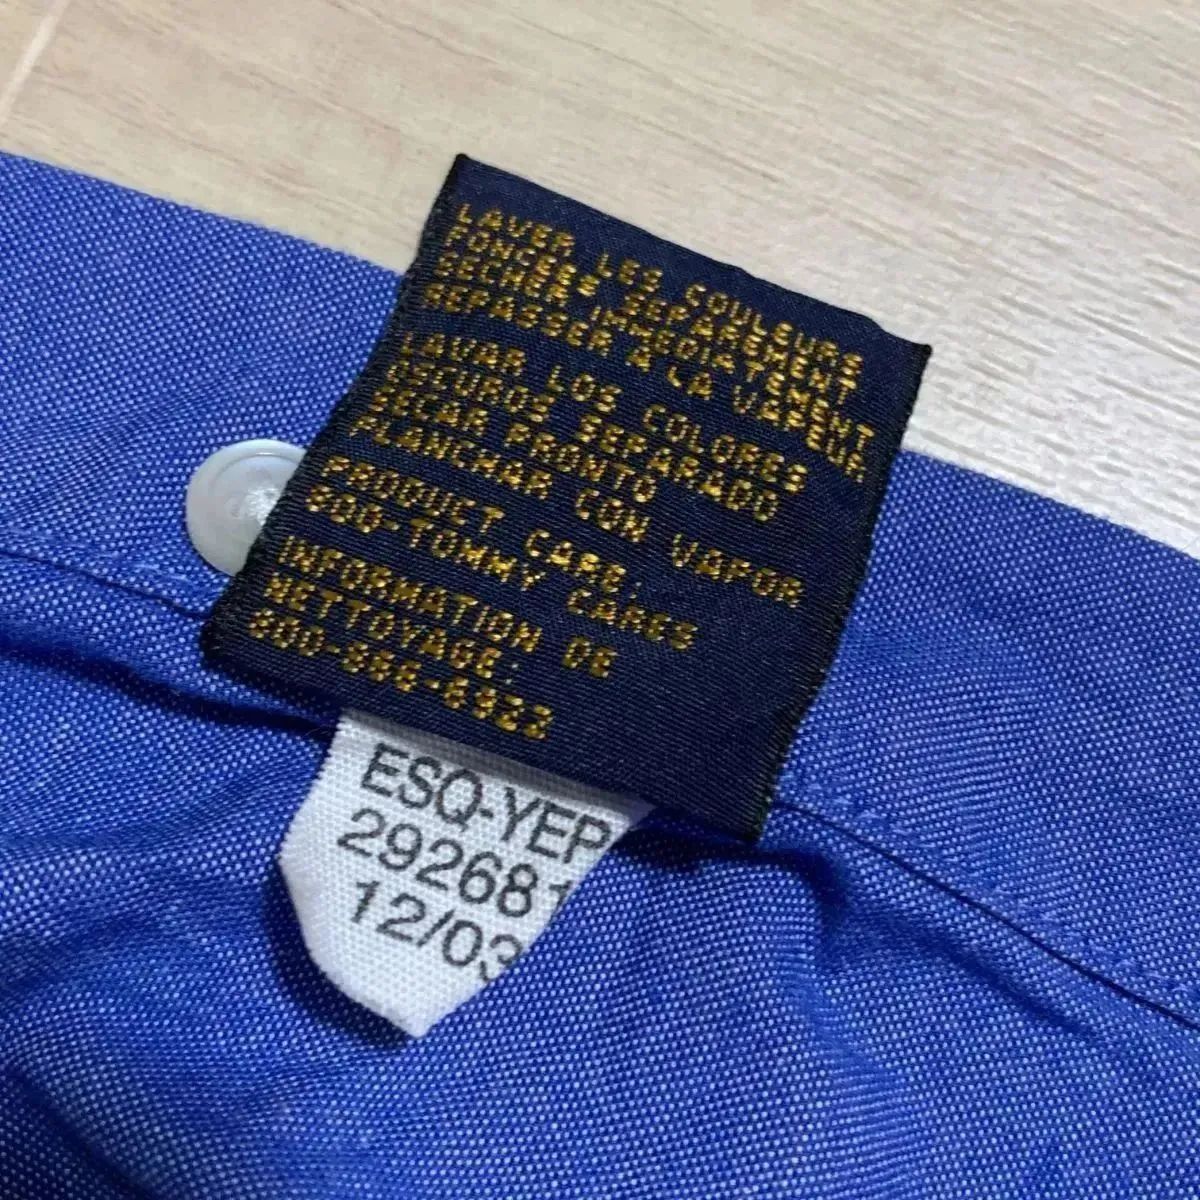 LAVER LES COULEURS
FONCEES SEPAREMENT
SECHER IMMEDIATEMENT
REPASSER A LA VAPEUR
LAVAR LOS COLORES
OSCUROS SEPARADO
SECAR PRONTO
PLANCHAR CON VAPOR
PRODUCT CARE:
800-TOMMY CARES
INFORMATION DE
NETTOYAGE:
800-866-6922
ESQ-YEP
292681
12/03